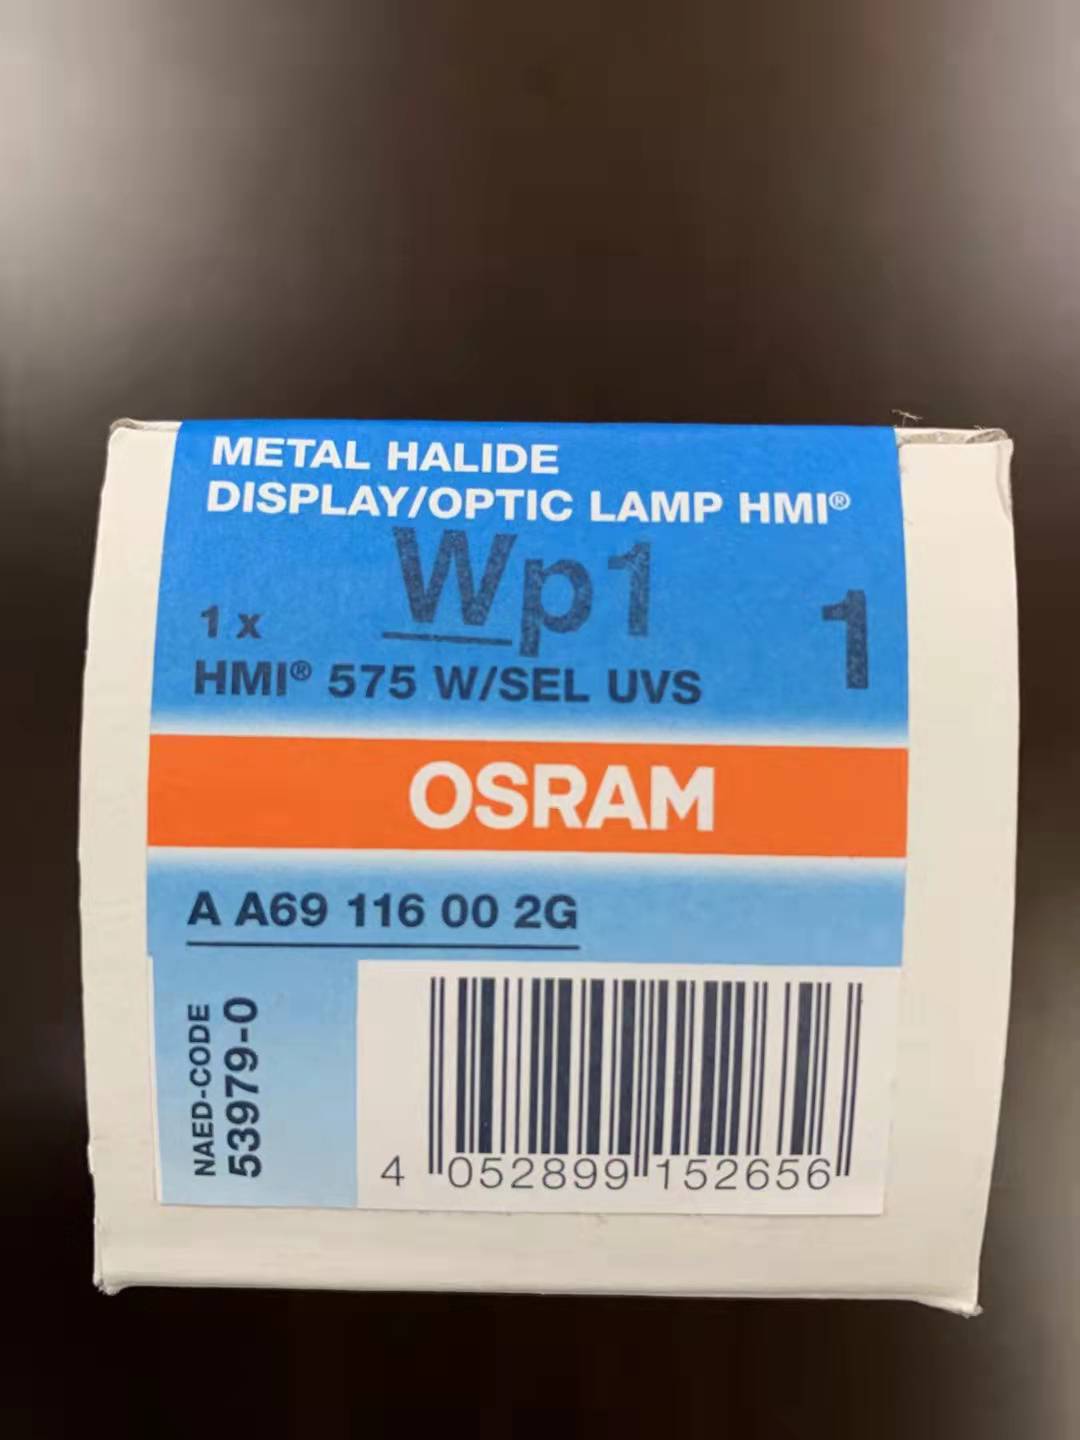 METAL HALIDE
DISPLAY/OPTIC LAMP HMI®
Wp1
1
1 x
HMI® 575 W/SEL UVS
OSRAM
A A69 116 00 2G
NAED-CODE
53979-0
4 052899 152656